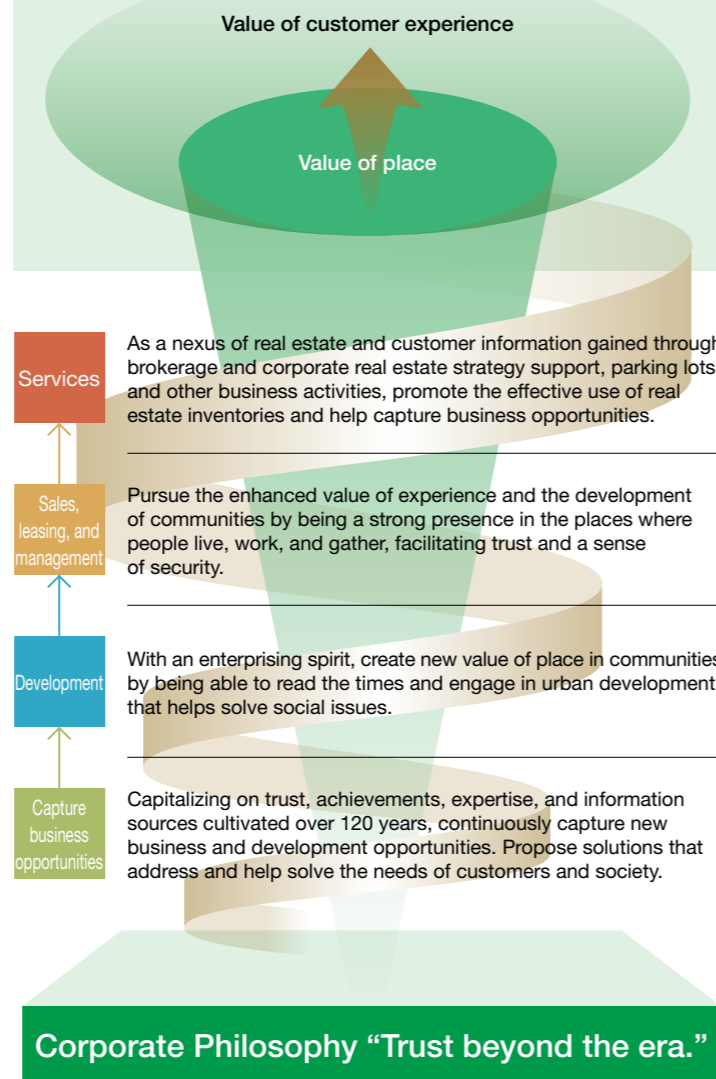 Value of customer experience
Value of place
Services
As a nexus of real estate and customer information gained through
brokerage and corporate real estate strategy support, parking lots
and other business activities, promote the effective use of real
estate inventories and help capture business opportunities.
Sales,
leasing, and
management
Pursue the enhanced value of experience and the development
of communities by being a strong presence in the places where
people live, work, and gather, facilitating trust and a sense
of security.
Development
With an enterprising spirit, create new value of place in communities
by being able to read the times and engage in urban development
that helps solve social issues.
Capture
business
opportunities
Capitalizing on trust, achievements, expertise, and information
sources cultivated over 120 years, continuously capture new
business and development opportunities. Propose solutions that
address and help solve the needs of customers and society.
Corporate Philosophy “Trust beyond the era.”